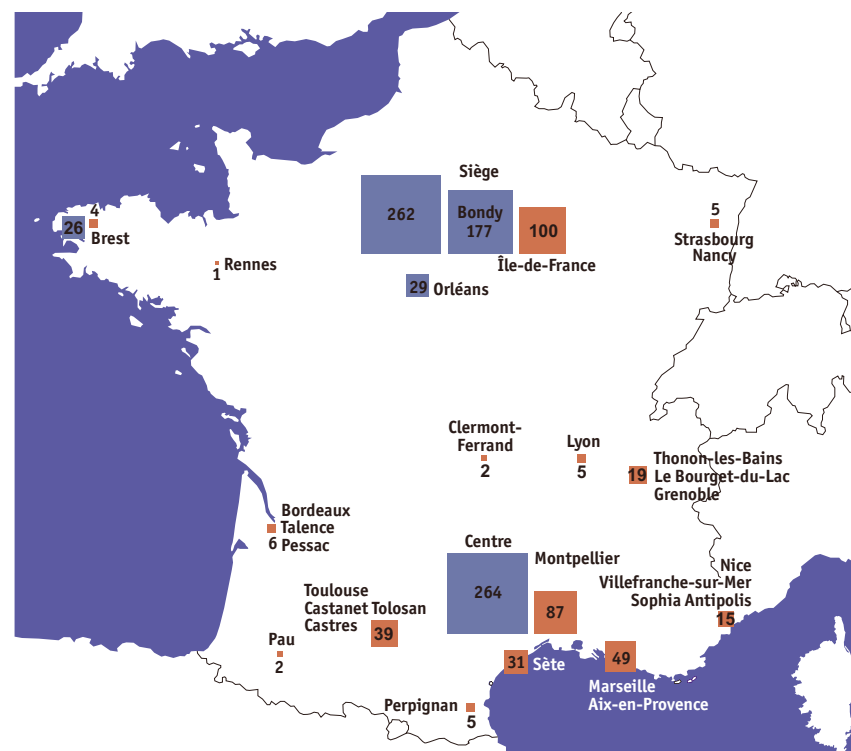 Siège
262
Bondy
177
100
Île-de-France
4
26
Brest
1
Rennes
29
Orléans
5
Strasbourg
Nancy
Clermont-
Ferrand
2
Lyon
5
19
Thonon-les-Bains
Le Bourget-du-Lac
Grenoble
Bordeaux
Talence
6 Pessac
Centre
264
Montpellier
87
Nice
Villefranche-sur-Mer
Sophia Antipolis
15
Toulouse
Castanet Tolosan
Castres
39
Pau
2
31
Sète
49
Marseille
Aix-en-Provence
Perpignan
5